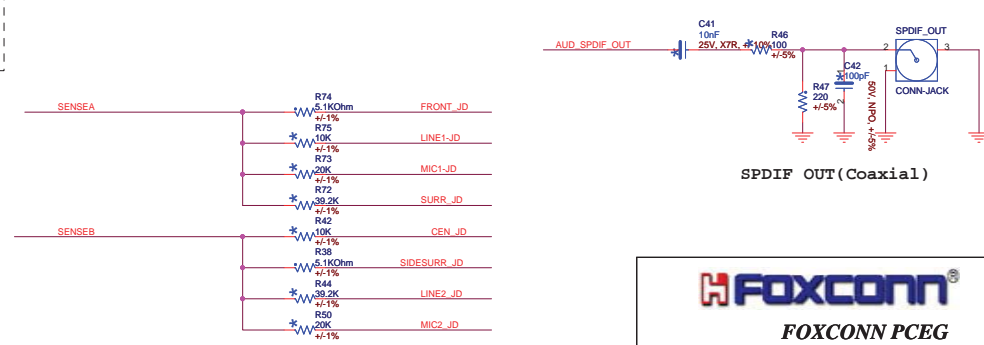 SENSEA
R74
5.1KOhm
+/-1%
FRONT_JD
R75
10K
+/-1%
LINE1-JD
R73
20K
+/-1%
MIC1-JD
R72
39.2K
+/-1%
SURR_JD
SENSEB
R42
10K
+/-1%
CEN_JD
R38
5.1KOhm
+/-1%
SIDESURR_JD
R44
39.2K
+/-1%
LINE2_JD
R50
20K
+/-1%
MIC2_JD
AUD_SPDIF_OUT
C41
10nF
25V, X7R, +/-10%
R46
100
+/-5%
R47
220
+/-5%
C42
100pF
50V, NPO, +/-5%
1
2
SPDIF_OUT
2
3
1
CONN-JACK
SPDIF OUT(Coaxial)
FOXCONN®
FOXCONN PCEG